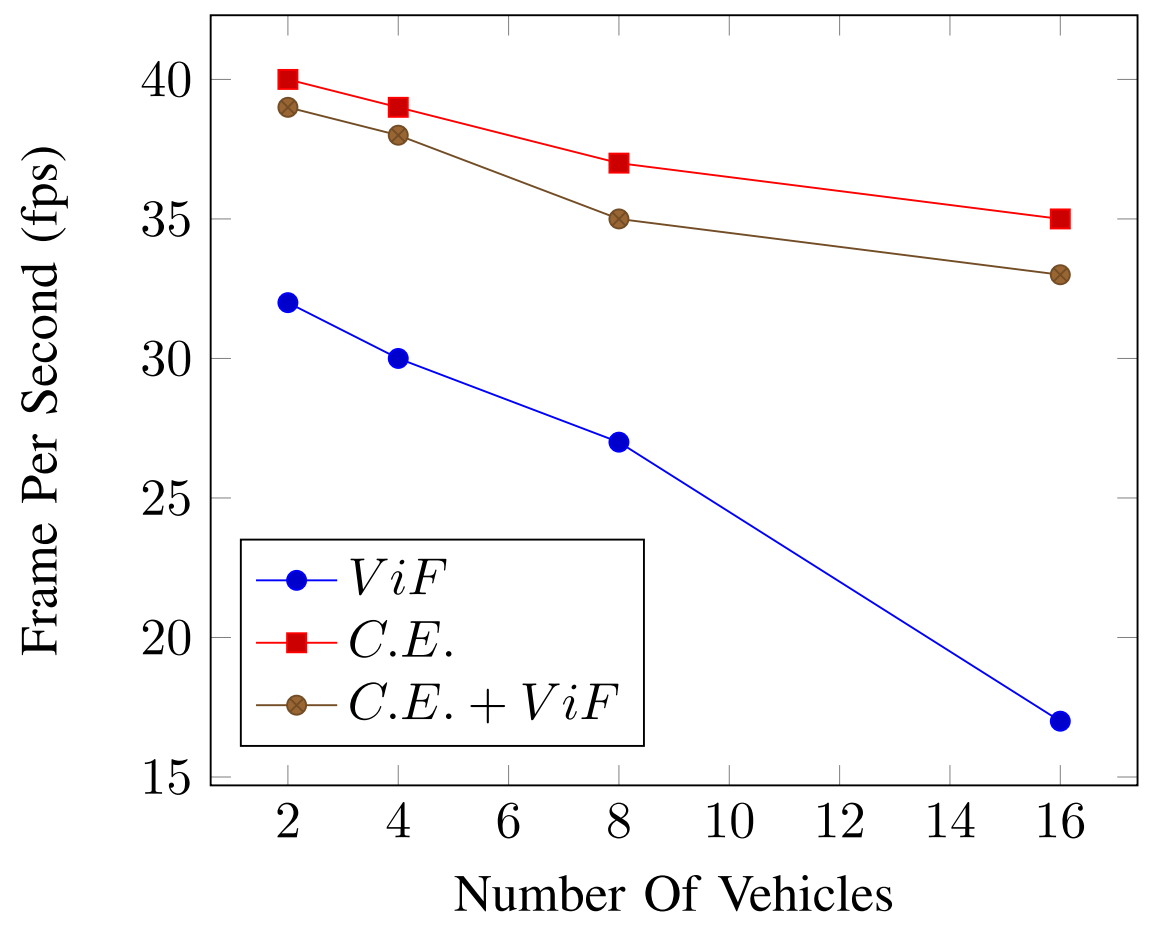 40
35
30
25
20
15
Frame Per Second (fps)
ViF
C.E.
C.E. + ViF
2 4 6 8 10 12 14 16
Number Of Vehicles